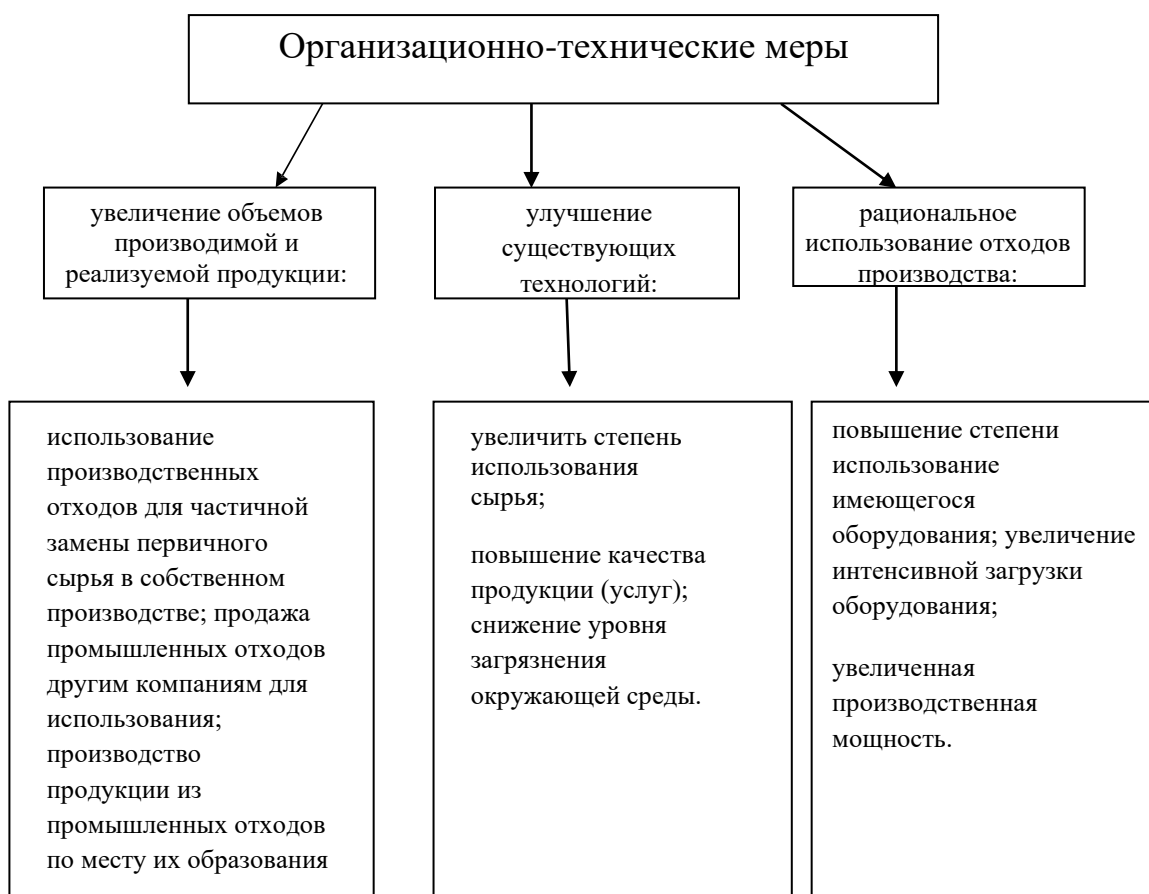 Организационно-технические меры
увеличение объемов
производимой и
реализуемой продукции:
улучшение
существующих
технологий:
рациональное
использование отходов
производства:
использование
производственных
отходов для частичной
замены первичного
сырья в собственном
производстве; продажа
промышленных отходов
другим компаниям для
использования;
производство
продукции из
промышленных отходов
по месту их образования
увеличить степень
использования
сырья;
повышение качества
продукции (услуг);
снижение уровня
загрязнения
окружающей среды.
повышение степени
использование
имеющегося
оборудования; увеличение
интенсивной загрузки
оборудования;
увеличенная
производственная
мощность.